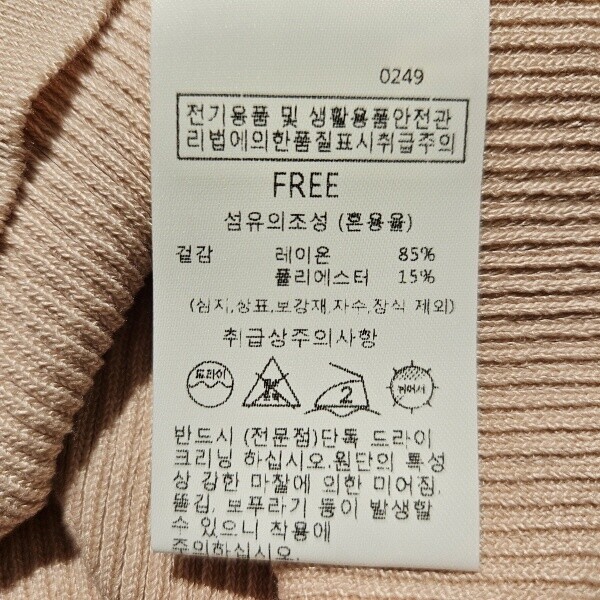 0249
전기용품 및 생활용품안전관
리법에의한품질표시취급주의
FREE
섬유의조성 (혼용율)
겉감 레이온 85%
폴리에스터 15%
(심지,상표,보강재,자수,장식 제외)
취급상주의사항
드라이
2
뉘어서
반드시 (전문점)단독 드라이
크리닝 하십시오.원단의 특성
상 강한 마찰에 의한 미어짐,
뜯김, 보푸라기 등이 발생할
수 있으니 착용에
주의하십시오.